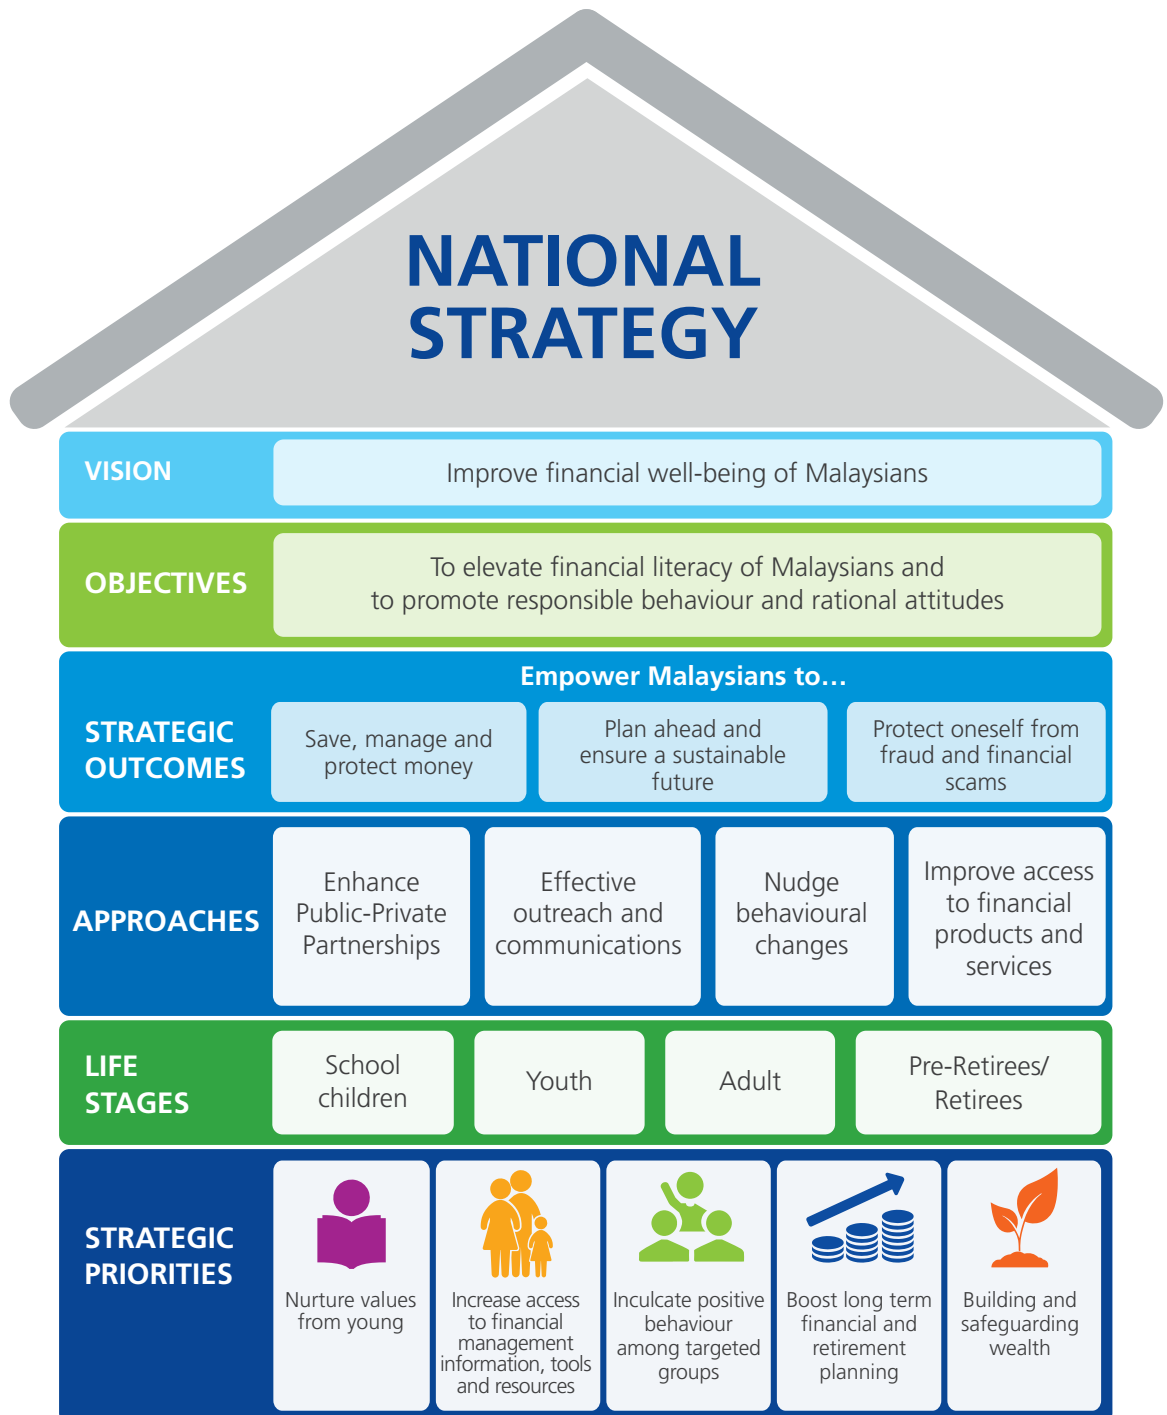 NATIONAL
STRATEGY
VISION
Improve financial well-being of Malaysians
OBJECTIVES
To elevate financial literacy of Malaysians and
to promote responsible behaviour and rational attitudes
STRATEGIC
OUTCOMES
Empower Malaysians to...
Save, manage and
protect money
Plan ahead and
ensure a sustainable
future
Protect oneself from
fraud and financial
scams
APPROACHES
Enhance
Public-Private
Partnerships
Effective
outreach and
communications
Nudge
behavioural
changes
Improve access
to financial
products and
services
LIFE
STAGES
School
children
Youth
Adult
Pre-Retirees/
Retirees
STRATEGIC
PRIORITIES
Nurture values
from young
Increase access
to financial
management
information, tools
and resources
Inculcate positive
behaviour
among targeted
groups
Boost long term
financial and
retirement
planning
Building and
safeguarding
wealth